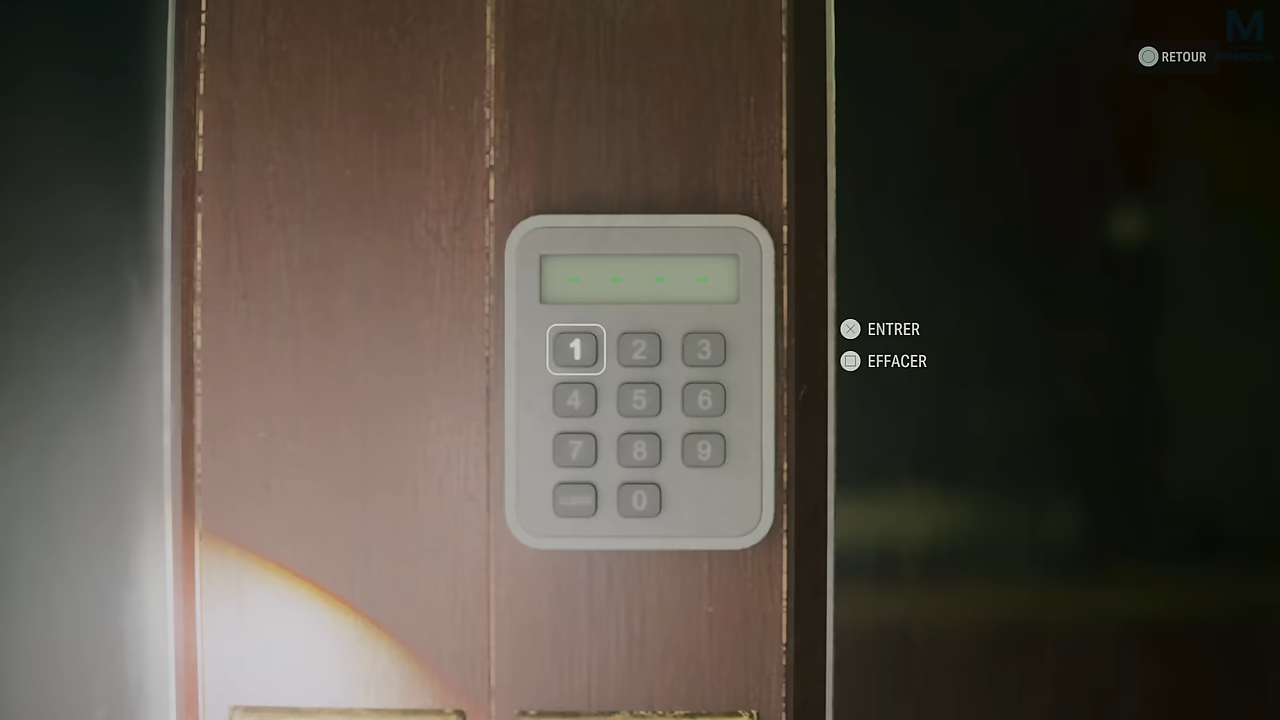 M
RETOUR
- - - -
1 2 3
ENTRER
EFFACER
4 5 6
7 8 9
0